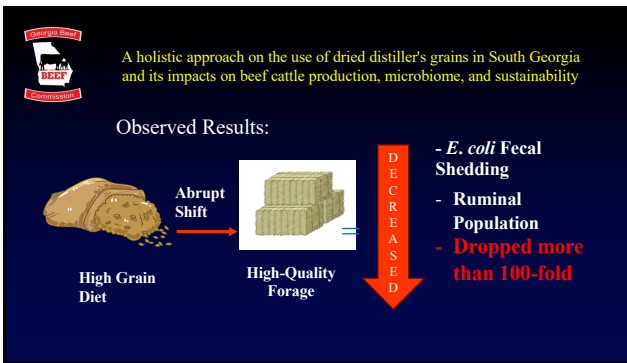 Georgia Beef
BEEF
Commission
A holistic approach on the use of dried distiller's grains in South Georgia
and its impacts on beef cattle production, microbiome, and sustainability
Observed Results:
High Grain
Diet
Abrupt
Shift
High-Quality
Forage
=
DECREASED
- E. coli Fecal
Shedding
- Ruminal
Population
- Dropped more
than 100-fold